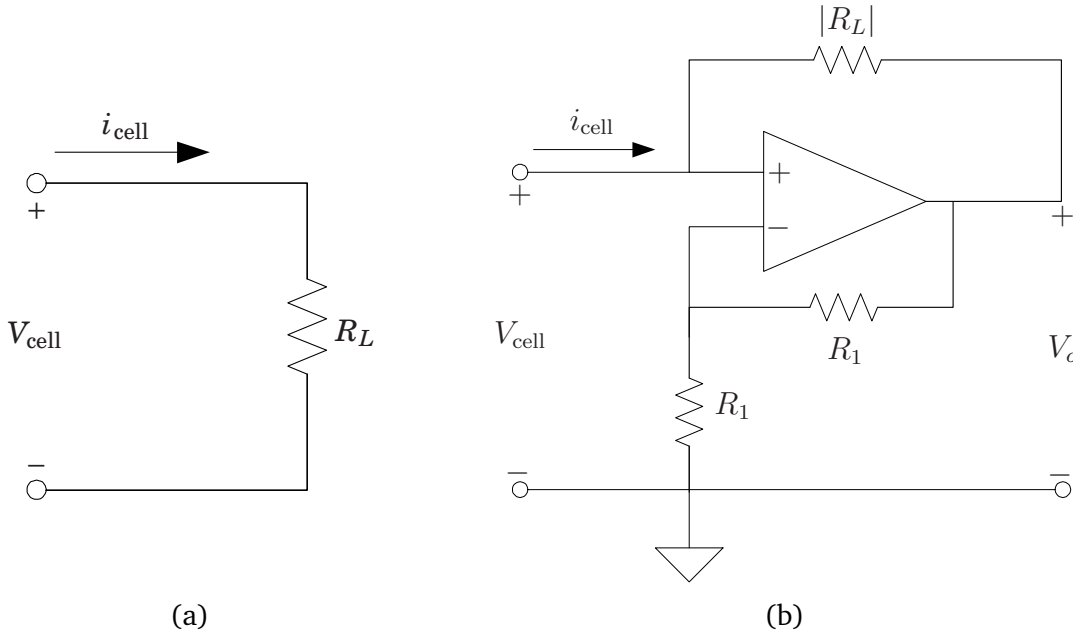 i_cell
+
V_cell
R_L
−
(a)
|R_L|
i_cell
+
+
−
+
V_cell
R_1
R_1
−
−
(b)